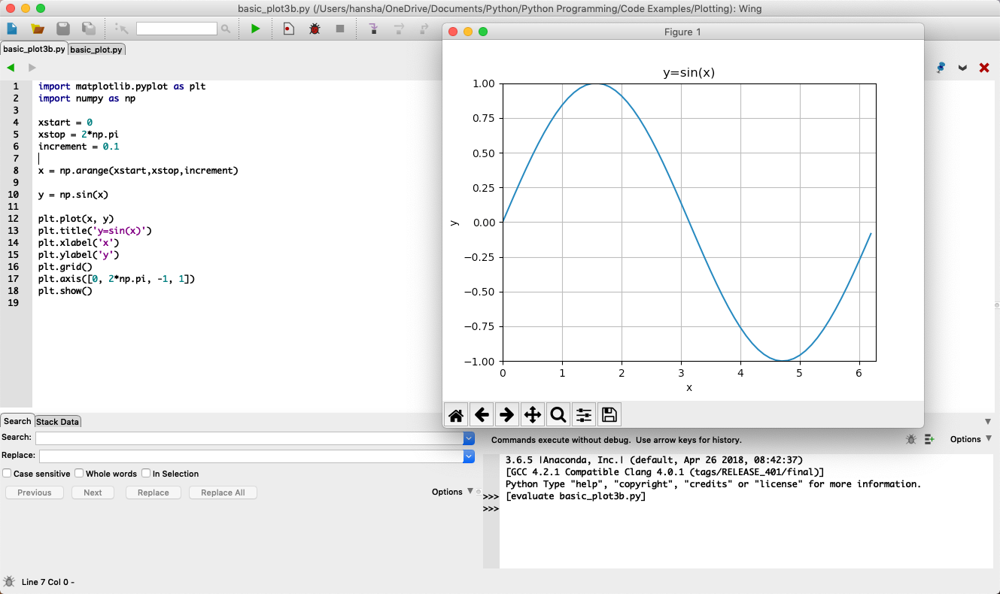 basic_plot3b.py (/Users/hansha/OneDrive/Documents/Python/Python Programming/Code Examples/Plotting): Wing
basic_plot3b.py basic_plot.py
1 import matplotlib.pyplot as plt
2 import numpy as np
3
4 xstart = 0
5 xstop = 2*np.pi
6 increment = 0.1
7
8 x = np.arange(xstart,xstop,increment)
9
10 y = np.sin(x)
11
12 plt.plot(x, y)
13 plt.title('y=sin(x)')
14 plt.xlabel('x')
15 plt.ylabel('y')
16 plt.grid()
17 plt.axis([0, 2*np.pi, -1, 1])
18 plt.show()
19
Figure 1
y=sin(x)
1.00
0.75
0.50
0.25
0.00
−0.25
−0.50
−0.75
−1.00
y
0 1 2 3 4 5 6
x
Search Stack Data
Search:
Replace:
Case sensitive Whole words In Selection
Previous Next Replace Replace All
Options
Commands execute without debug. Use arrow keys for history.
Options
3.6.5 |Anaconda, Inc.| (default, Apr 26 2018, 08:42:37)
[GCC 4.2.1 Compatible Clang 4.0.1 (tags/RELEASE_401/final)]
Python Type "help", "copyright", "credits" or "license" for more information.
>>> [evaluate basic_plot3b.py]
>>>
Line 7 Col 0 -